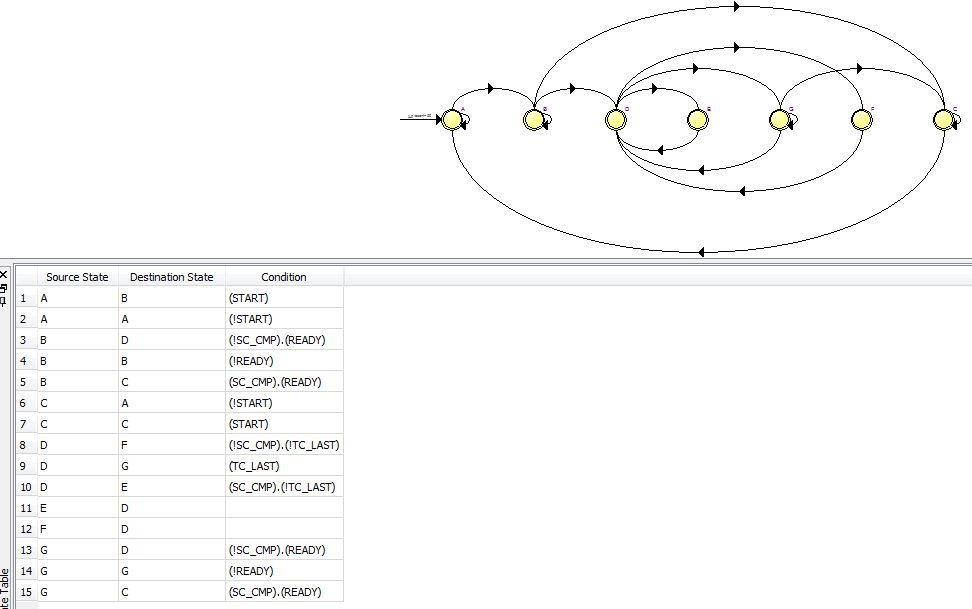 A B D E G F C
Source State Destination State Condition
1 A B (START)
2 A A (!START)
3 B D (!SC_CMP).(READY)
4 B B (!READY)
5 B C (SC_CMP).(READY)
6 C A (!START)
7 C C (START)
8 D F (!SC_CMP).(!TC_LAST)
9 D G (TC_LAST)
10 D E (SC_CMP).(!TC_LAST)
11 E D
12 F D
13 G D (!SC_CMP).(READY)
14 G G (!READY)
15 G C (SC_CMP).(READY)
Table